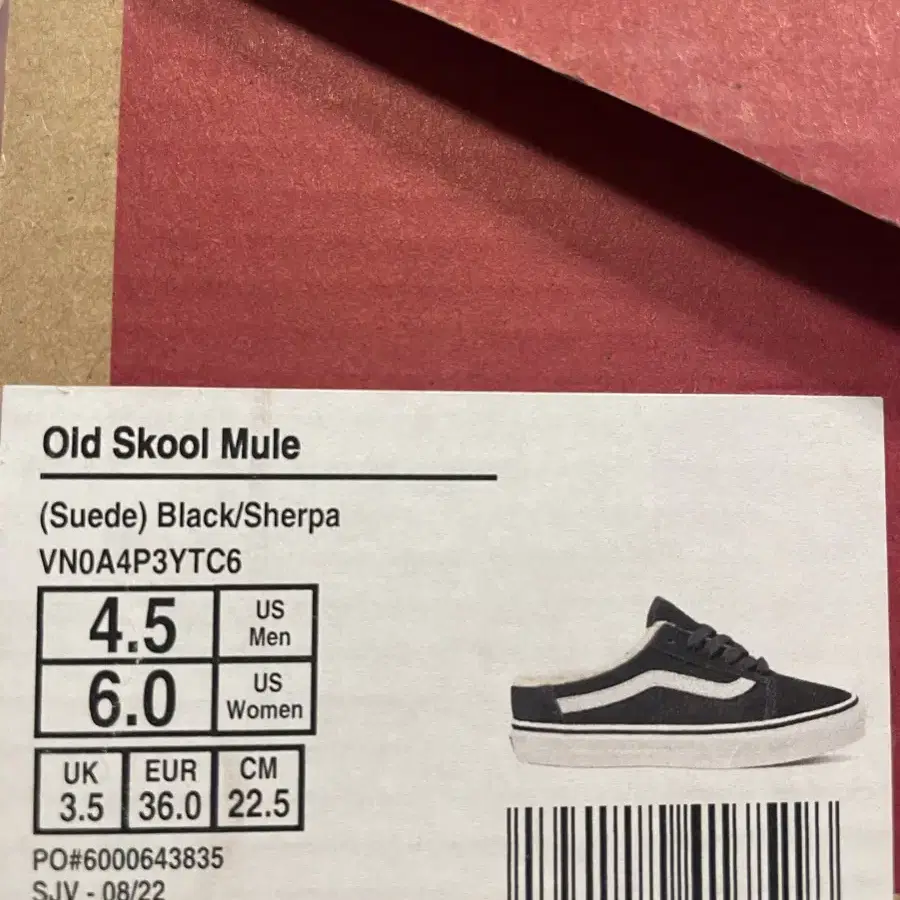 Old Skool Mule
(Suede) Black/Sherpa
VN0A4P3YTC6
4.5 US Men
6.0 US Women
UK EUR CM
3.5 36.0 22.5
PO#6000643835
SJV - 08/22